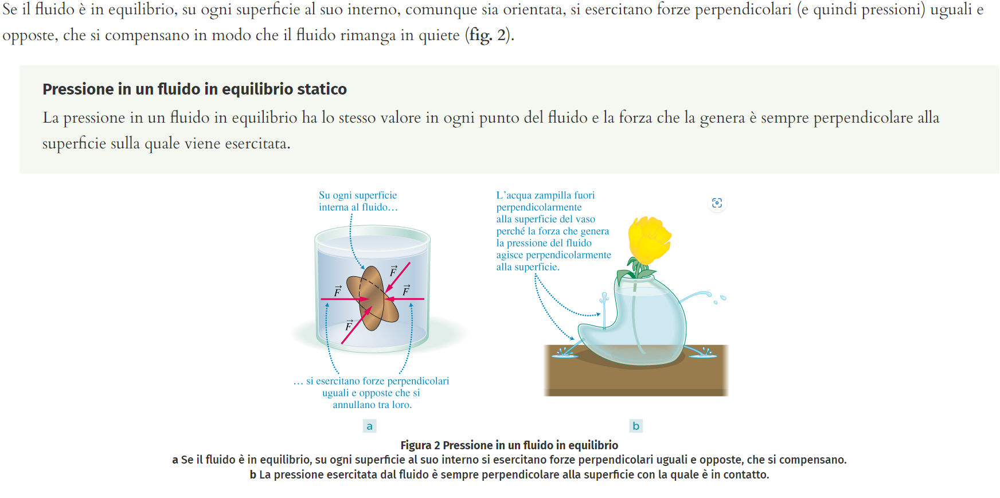 Se il fluido è in equilibrio, su ogni superficie al suo interno, comunque sia orientata, si esercitano forze perpendicolari (e quindi pressioni) uguali e
opposte, che si compensano in modo che il fluido rimanga in quiete (fig. 2).
Pressione in un fluido in equilibrio statico
La pressione in un fluido in equilibrio ha lo stesso valore in ogni punto del fluido e la forza che la genera è sempre perpendicolare alla
superficie sulla quale viene esercitata.
Su ogni superficie
interna al fluido…
F
F
F
F
… si esercitano forze perpendicolari
uguali e opposte che si
annullano tra loro.
a
L'acqua zampilla fuori
perpendicolarmente
alla superficie del vaso
perché la forza che genera
la pressione del fluido
agisce perpendicolarmente
alla superficie.
b
Figura 2 Pressione in un fluido in equilibrio
a Se il fluido è in equilibrio, su ogni superficie al suo interno si esercitano forze perpendicolari uguali e opposte, che si compensano.
b La pressione esercitata dal fluido è sempre perpendicolare alla superficie con la quale è in contatto.